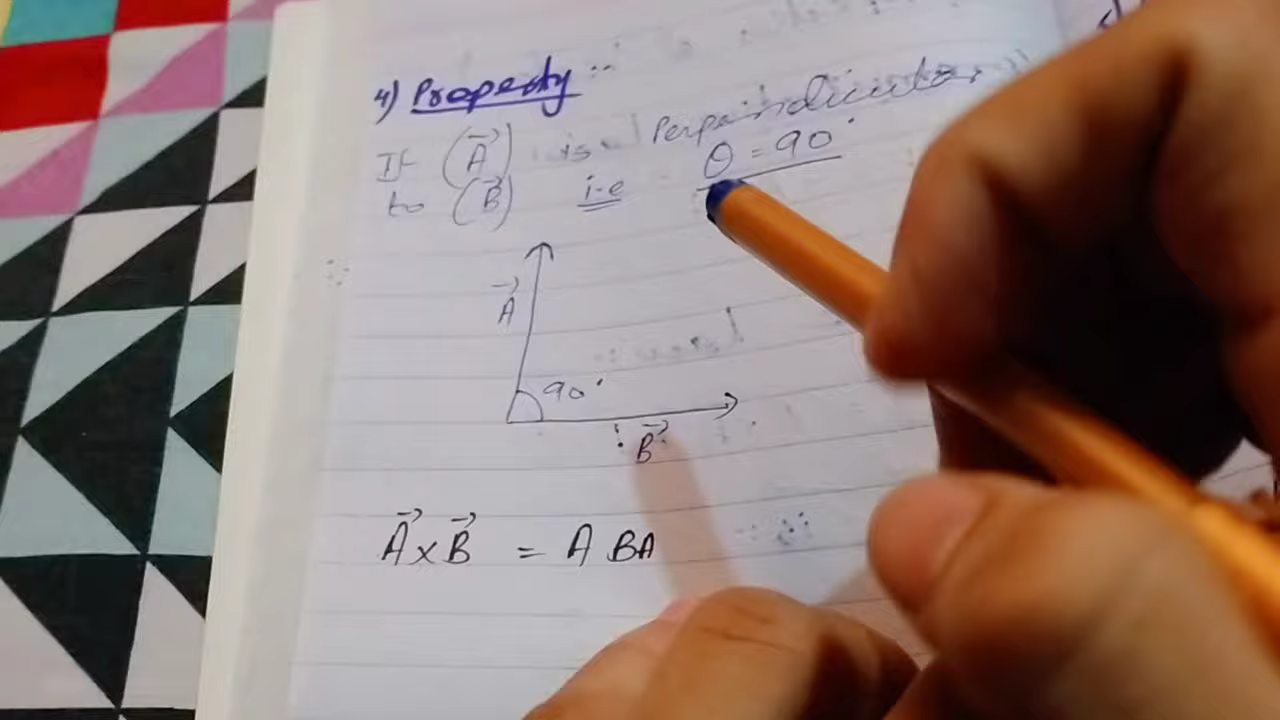 4) Property :-
If (A⃗) is Perpendicular
to (B⃗) i-e θ = 90°
A⃗
90°
B⃗
A⃗ × B⃗ = A BA